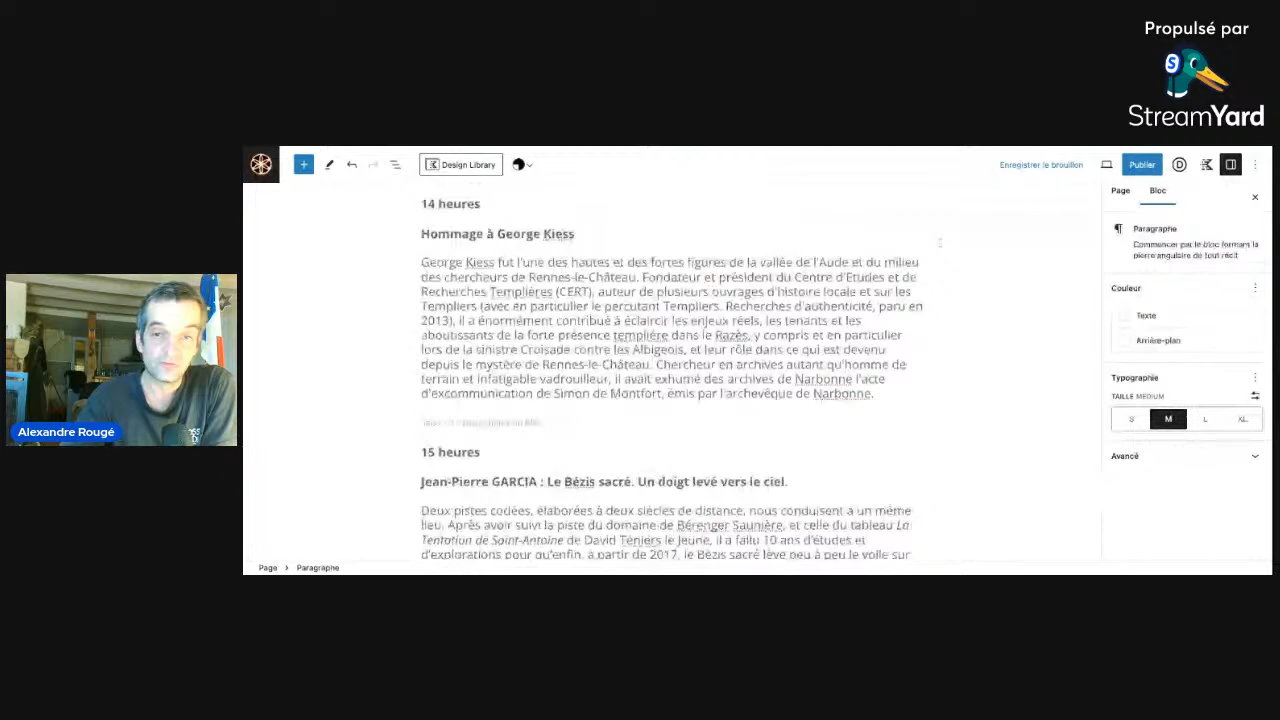 Propulsé par
StreamYard
Design Library
Enregistrer le brouillon
Publier
14 heures
Hommage à George Kiess
George Kiess fut l'une des hautes et des fortes figures de la vallée de l'Aude et du milieu
des chercheurs de Rennes-le-Château. Fondateur et président du Centre d'Etudes et de
Recherches Templières (CERT), auteur de plusieurs ouvrages d'histoire locale et sur les
Templiers (avec en particulier le percutant Templiers. Recherches d'authenticité, paru en
2013), il a énormément contribué à éclaircir les enjeux réels, les tenants et les
aboutissants de la forte présence templière dans le Razès, y compris et en particulier
lors de la sinistre Croisade contre les Albigeois, et leur rôle dans ce qui est devenu
depuis le mystère de Rennes-le-Château. Chercheur en archives autant qu'homme de
terrain et infatigable vadrouilleur, il avait exhumé des archives de Narbonne l'acte
d'excommunication de Simon de Montfort, émis par l'archevêque de Narbonne.
15 heures
Jean-Pierre GARCIA : Le Bézis sacré. Un doigt levé vers le ciel.
Deux pistes codées, élaborées à deux siècles de distance, nous conduisent à un même
lieu. Après avoir suivi la piste du domaine de Bérenger Saunière, et celle du tableau La
Tentation de Saint-Antoine de David Téniers le Jeune, il a fallu 10 ans d'études et
d'explorations pour qu'enfin, à partir de 2017, le Bézis sacré lève peu à peu le voile sur
Page
Bloc
Paragraphe
Commencer par le bloc formant la
pierre angulaire de tout récit
Couleur
Texte
Arrière-plan
Typographie
TAILLE MEDIUM
S M L XL
Avancé
Page > Paragraphe
Alexandre Rougé